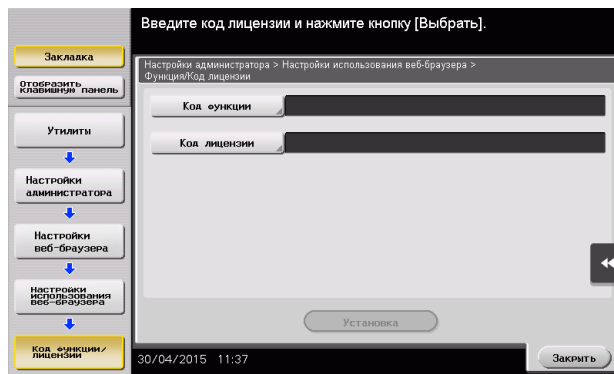 Введите код лицензии и нажмите кнопку [Выбрать].
Закладка
Отобразить
клавишную панель
Утилиты
Настройки
администратора
Настройки
веб-браузера
Настройки
использования
веб-браузера
Код функции/
лицензии
Настройки администратора > Настройки использования веб-браузера >
Функция/Код лицензии
Код функции
Код лицензии
Установка
30/04/2015 11:37
Закрыть